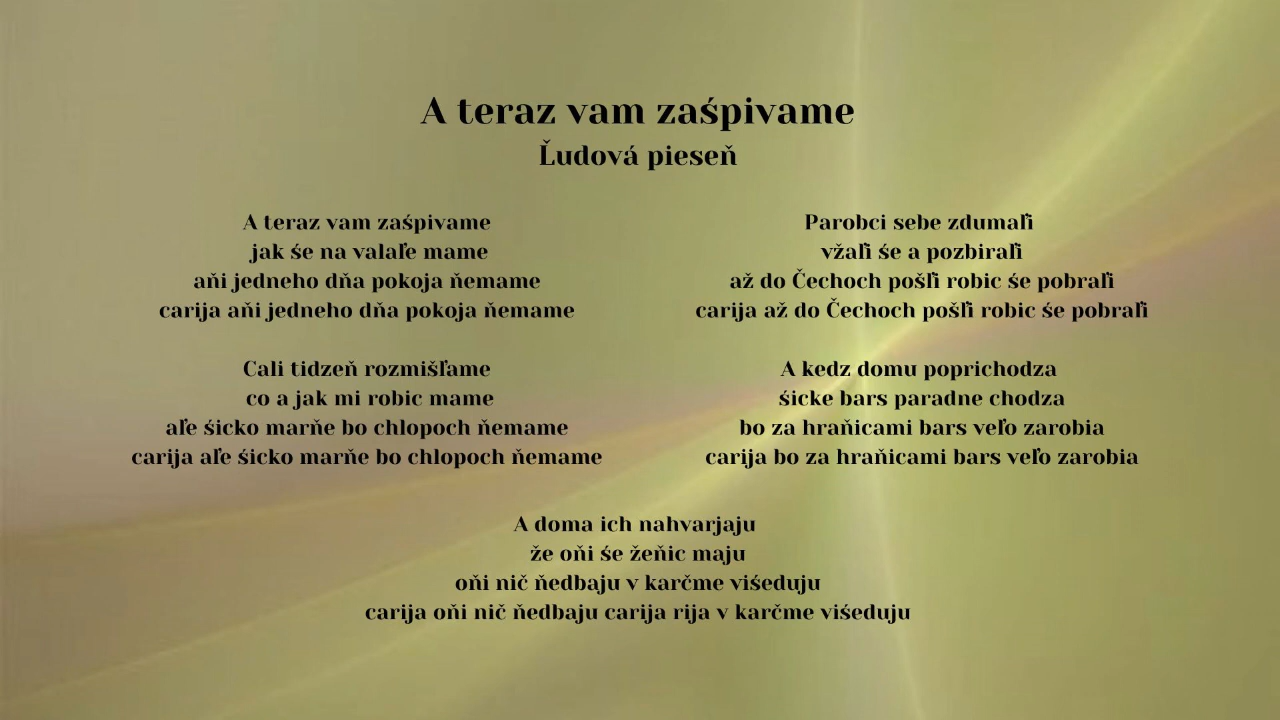 A teraz vam zaśpivame
Ľudová pieseň
A teraz vam zaśpivame
jak śe na valaľe mame
aňi jedneho dňa pokoja ňemame
carija aňi jedneho dňa pokoja ňemame
Cali tidzeň rozmišľame
co a jak mi robic mame
aľe śicko marňe bo chlopoch ňemame
carija aľe śicko marňe bo chlopoch ňemame
Parobci sebe zdumaľi
vžaľi śe a pozbiraľi
až do Čechoch pošľi robic śe pobraľi
carija až do Čechoch pošľi robic śe pobraľi
A kedz domu poprichodza
śicke bars paradne chodza
bo za hraňicami bars veľo zarobia
carija bo za hraňicami bars veľo zarobia
A doma ich nahvarjaju
že oňi śe žeňic maju
oňi nič ňedbaju v karčme viśeduju
carija oňi nič ňedbaju carija rija v karčme viśeduju